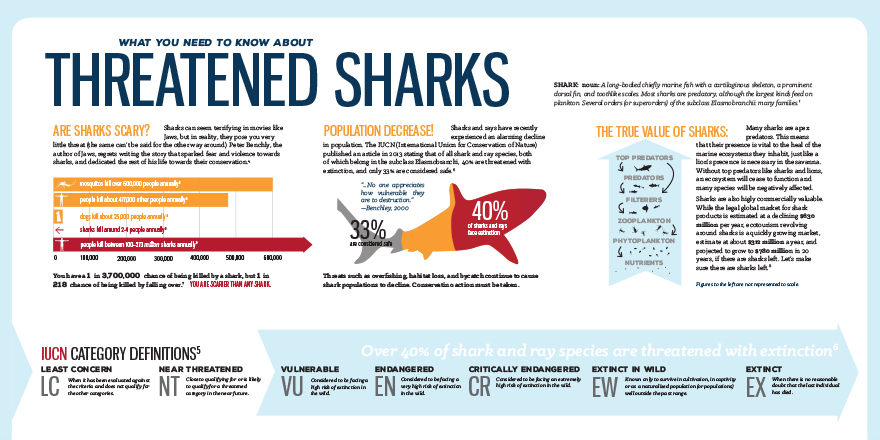 WHAT YOU NEED TO KNOW ABOUT
THREATENED SHARKS
SHARK: noun: A long-bodied chiefly marine fish with a cartilaginous skeleton, a prominent
dorsal fin, and toothlike scales. Most sharks are predatory, although the largest kinds feed on
plankton. Several orders (or superorders) of the subclass Elasmobranchii: many families.¹
ARE SHARKS SCARY?
Sharks can seem terrifying in movies like
Jaws, but in reality, they pose you very
little threat (the same can't be said for the other way around). Peter Benchly, the
author of Jaws, regrets writing the story that sparked fear and violence towards
sharks, and dedicated the rest of his life towards their conservation.
mosquitos kill over 600,000 people annually
people kill about 477,000 other people annually
dogs kill about 25,000 people annually
sharks kill around 2-4 people annually
people kill between 100-273 million sharks annually
0 100,000 200,000 300,000 400,000 500,000 600,000
You have a 1 in 3,700,000 chance of being killed by a shark, but 1 in
218 chance of being killed by falling over. YOU ARE SCARIER THAN ANY SHARK.
POPULATION DECREASE!
Sharks and rays have recently
experienced an alarming decline
in population. The IUCN (International Union for Conservation of Nature)
published an article in 2013 stating that of all shark and ray species, both
of which belong in the subclass Elasmobranchi, 40% are threatened with
extinction, and only 33% are considered safe.⁶
"...No one appreciates
how vulnerable they
are to destruction."
—Benchley, 2000
33%
are considered safe
40%
of sharks and rays
face extinction
Threats such as overfishing, habitat loss, and bycatch continue to cause
shark populations to decline. Conservation action must be taken.
THE TRUE VALUE OF SHARKS:
Many sharks are apex
predators. This means
that their presence is vital to the heal of the
marine ecosystems they inhabit, just like a
lion's presence is necessary in the savanna.
Without top predators like sharks and lions,
an ecosystem will cease to function and
many species will be negatively affected.
Sharks are also highly commercially valuable.
While the legal global market for shark
products is estimated at a declining $630
million per year, ecotourism revolving
around sharks is a quickly growing market,
estimate at about $312 million a year, and
projected to grow to $780 million in 20
years, if there are sharks left. Let's make
sure there are sharks left.⁸
Figures to the left are not represented to scale.
TOP PREDATORS
PREDATORS
FILTERERS
ZOOPLANKTON
PHYTOPLANKTON
NUTRIENTS
IUCN CATEGORY DEFINITIONS⁵
Over 40% of shark and ray species are threatened with extinction⁶
LEAST CONCERN
LC
When it has been evaluated against
the criteria and does not qualify for
the other categories.
NEAR THREATENED
NT
Close to qualifying for or is likely
to qualify for a threatened
category in the near future.
VULNERABLE
VU
Considered to be facing a
high risk of extinction in
the wild.
ENDANGERED
EN
Considered to be facing a
very high risk of extinction
in the wild.
CRITICALLY ENDANGERED
CR
Considered to be facing an extremely
high risk of extinction in the wild.
EXTINCT IN WILD
EW
Known only to survive in cultivation, in captivity
or as a naturalised population (or populations)
well outside the past range.
EXTINCT
EX
When there is no reasonable
doubt that the last individual
has died.